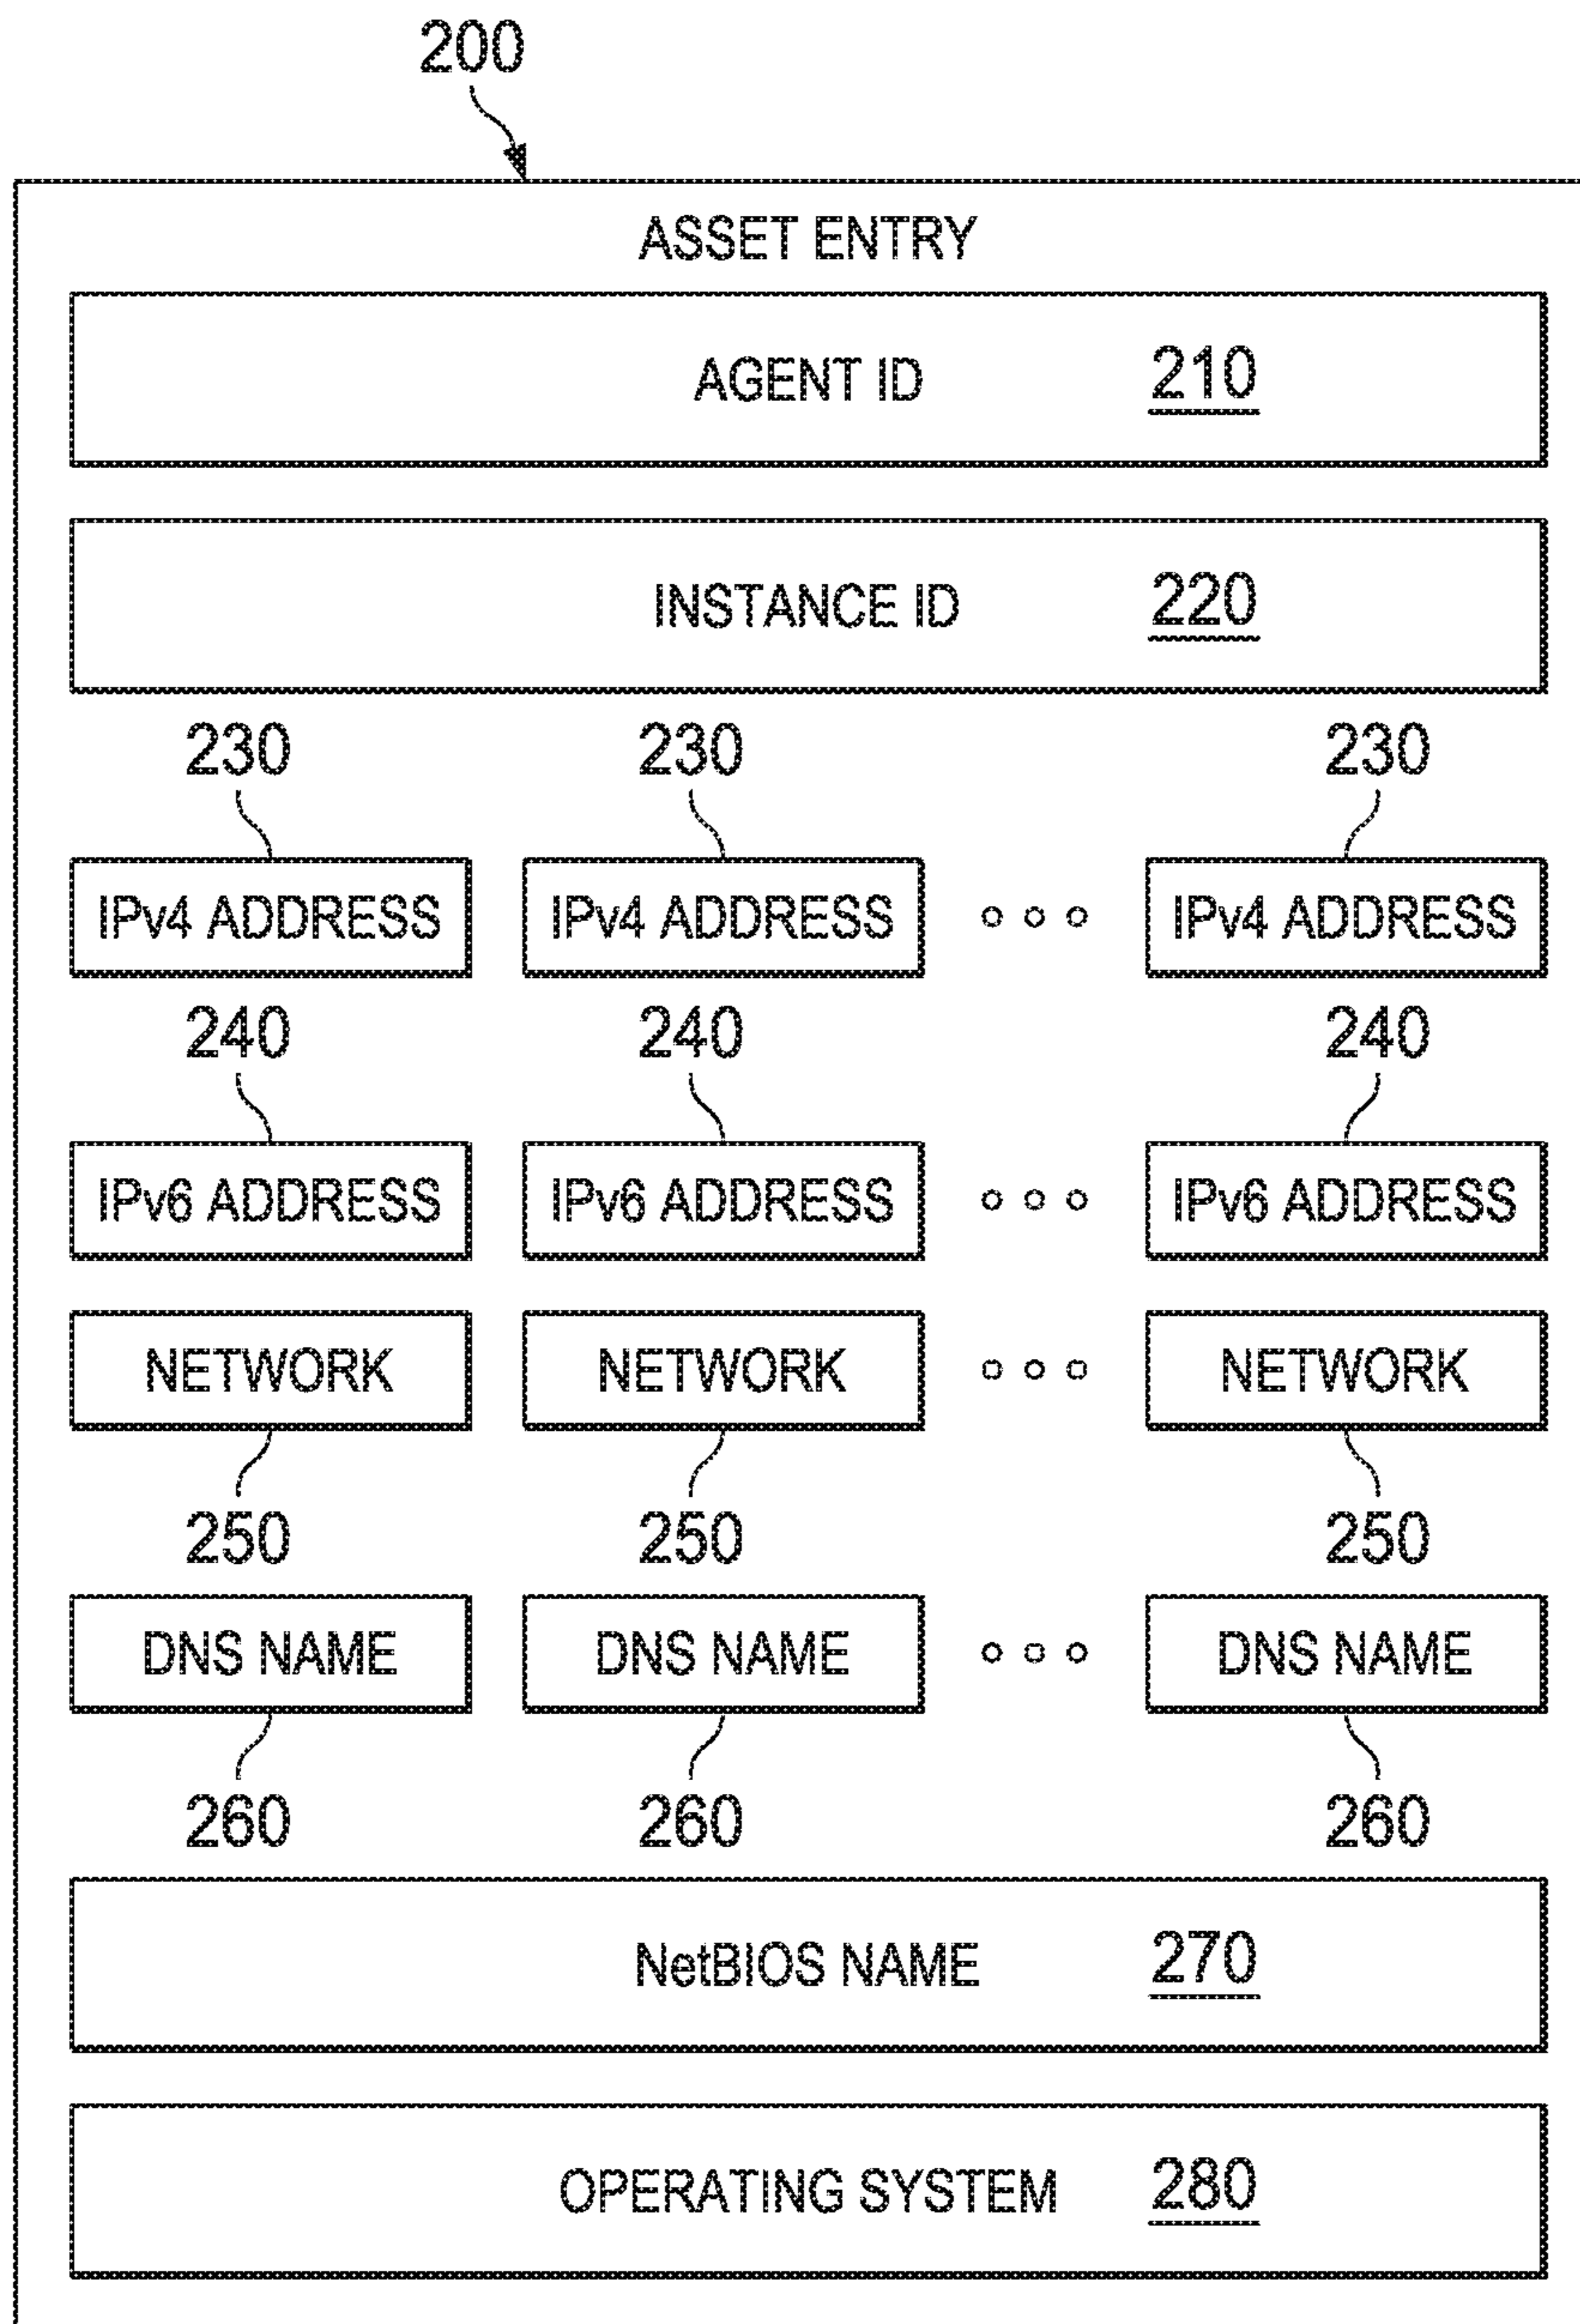 200
ASSET ENTRY
AGENT ID 210
INSTANCE ID 220
230 230 230
IPv4 ADDRESS IPv4 ADDRESS IPv4 ADDRESS
240 240 240
IPv6 ADDRESS IPv6 ADDRESS IPv6 ADDRESS
NETWORK NETWORK NETWORK
250 250 250
DNS NAME DNS NAME DNS NAME
260 260 260
NetBIOS NAME 270
OPERATING SYSTEM 280